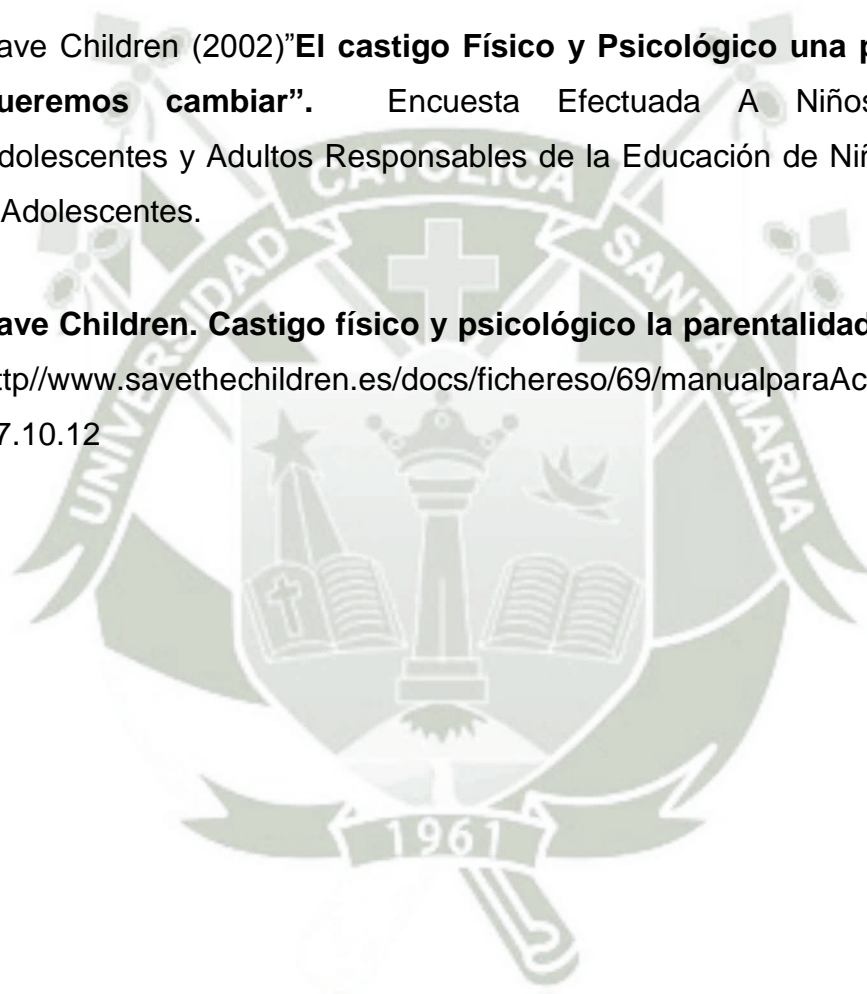 ave Children (2002)”El castigo Físico y Psicológico una p
ueremos cambiar”. Encuesta Efectuada A Niños
dolescentes y Adultos Responsables de la Educación de Niñ
Adolescentes.
ave Children. Castigo físico y psicológico la parentalidad
ttp//www.savethechildren.es/docs/fichereso/69/manualparaAc
7.10.12
UNIVERSIDAD CATOLICA SANTA MARIA
1961